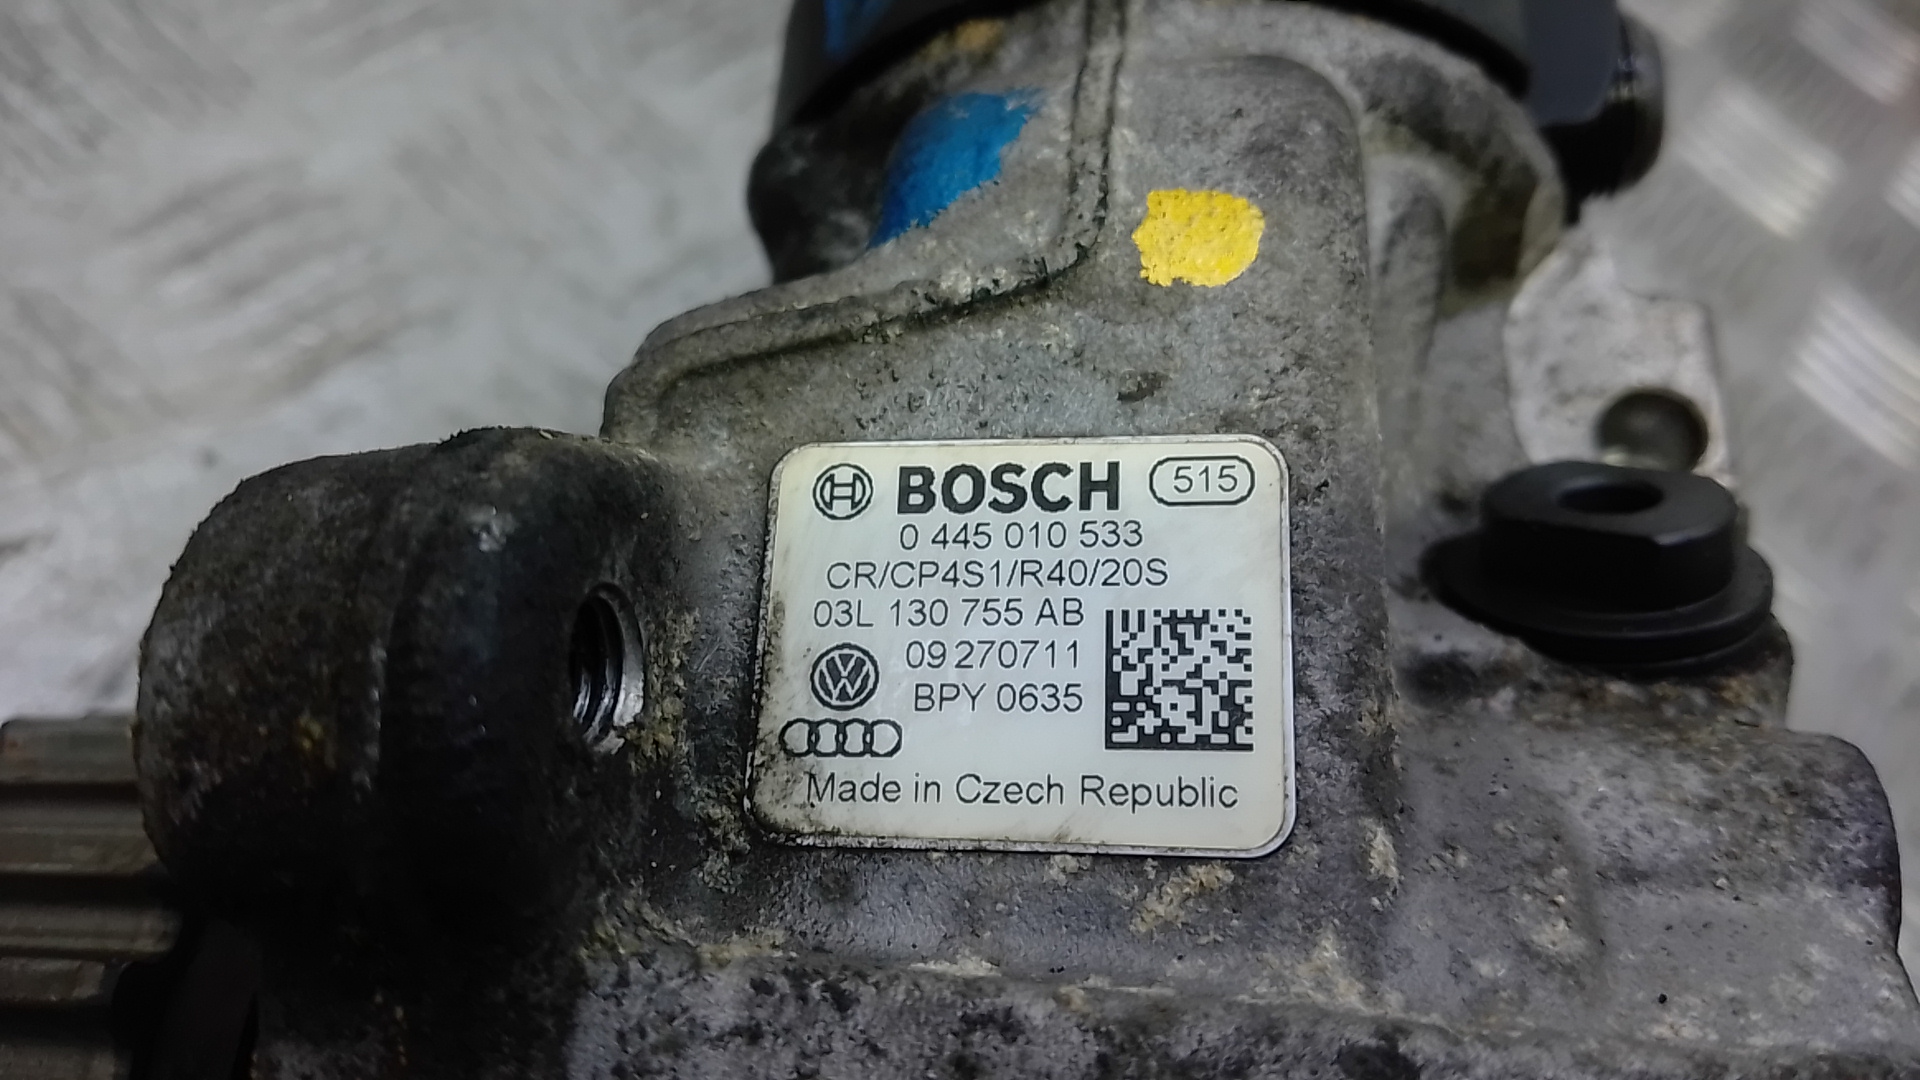 BOSCH 515
0 445 010 533
CR/CP4S1/R40/20S
03L 130 755 AB
09 270711
BPY 0635
Made in Czech Republic